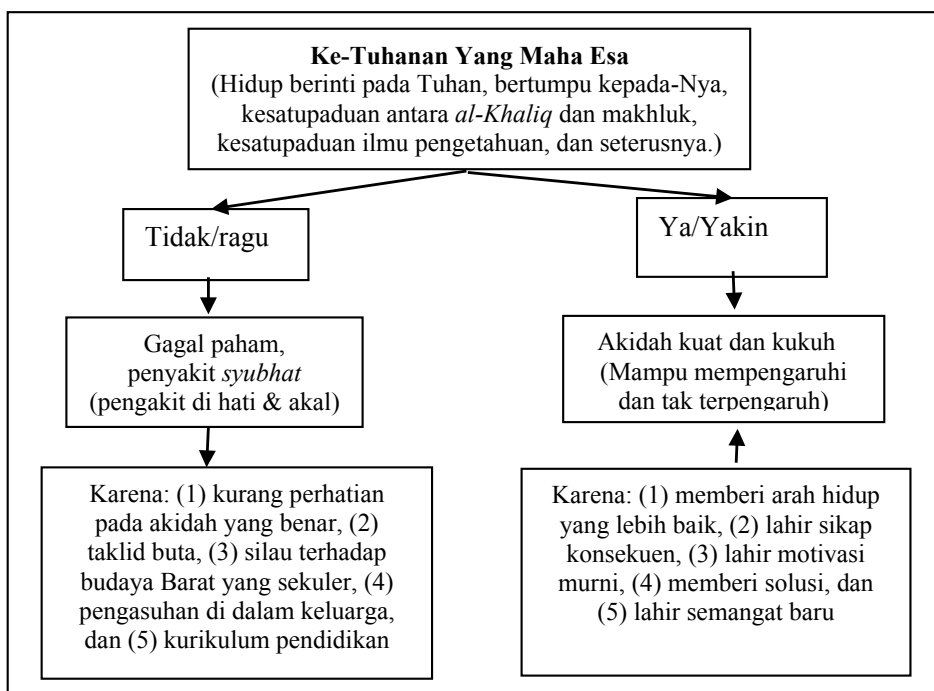 Ke-Tuhanan Yang Maha Esa
(Hidup berinti pada Tuhan, bertumpu kepada-Nya,
kesatupaduan antara al-Khaliq dan makhluk,
kesatupaduan ilmu pengetahuan, dan seterusnya.)
Tidak/ragu
Ya/Yakin
Gagal paham,
penyakit syubhat
(pengakit di hati & akal)
Akidah kuat dan kukuh
(Mampu mempengaruhi
dan tak terpengaruh)
Karena: (1) kurang perhatian
pada akidah yang benar, (2)
taklid buta, (3) silau terhadap
budaya Barat yang sekuler, (4)
pengasuhan di dalam keluarga,
dan (5) kurikulum pendidikan
Karena: (1) memberi arah hidup
yang lebih baik, (2) lahir sikap
konsekuen, (3) lahir motivasi
murni, (4) memberi solusi, dan
(5) lahir semangat baru